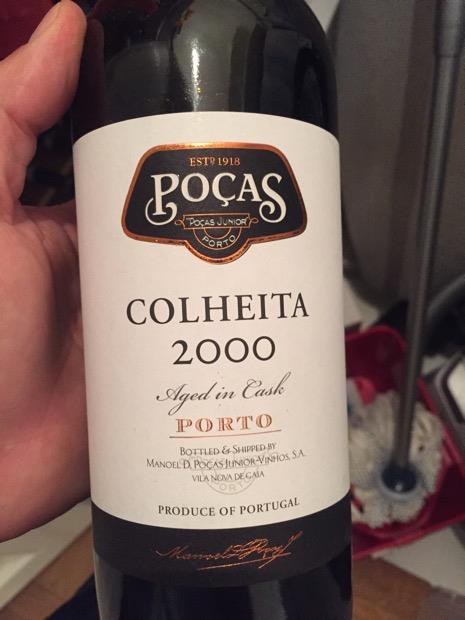 ESTº 1918
POÇAS
"POÇAS JUNIOR"
PORTO
COLHEITA
2000
Aged in Cask
PORTO
BOTTLED & SHIPPED BY
MANOEL D. POÇAS JUNIOR-VINHOS, S.A.
VILA NOVA DE GAIA
PRODUCE OF PORTUGAL